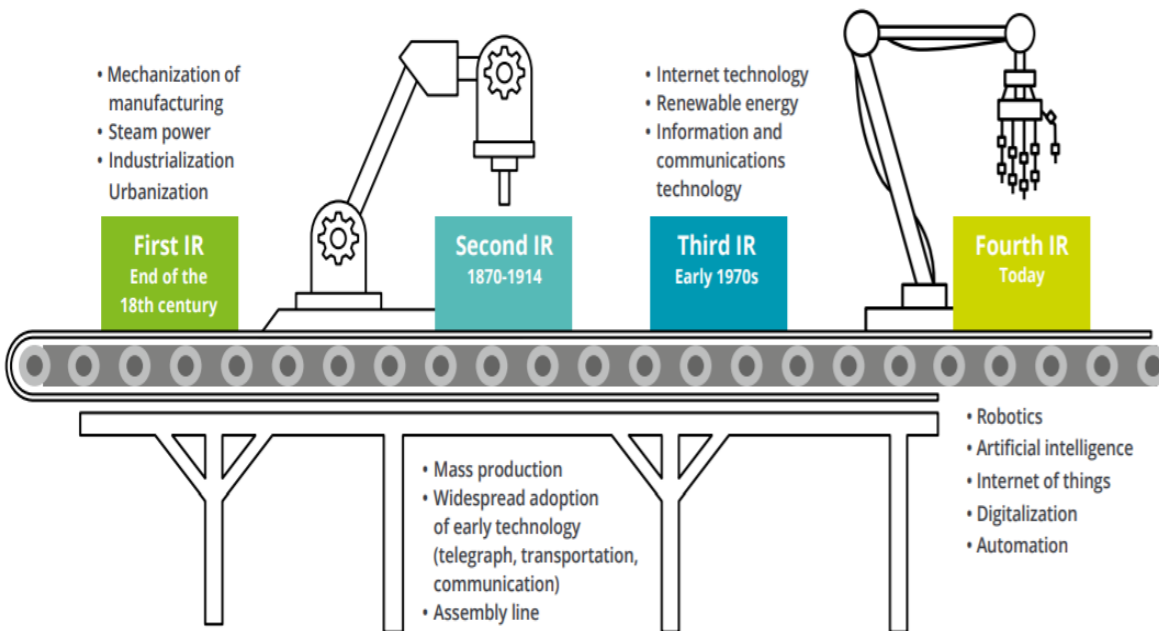 • Mechanization of
manufacturing
• Steam power
• Industrialization
Urbanization
First IR
End of the
18th century
• Mass production
• Widespread adoption
of early technology
(telegraph, transportation,
communication)
• Assembly line
Second IR
1870-1914
• Internet technology
• Renewable energy
• Information and
communications
technology
Third IR
Early 1970s
Fourth IR
Today
• Robotics
• Artificial intelligence
• Internet of things
• Digitalization
• Automation